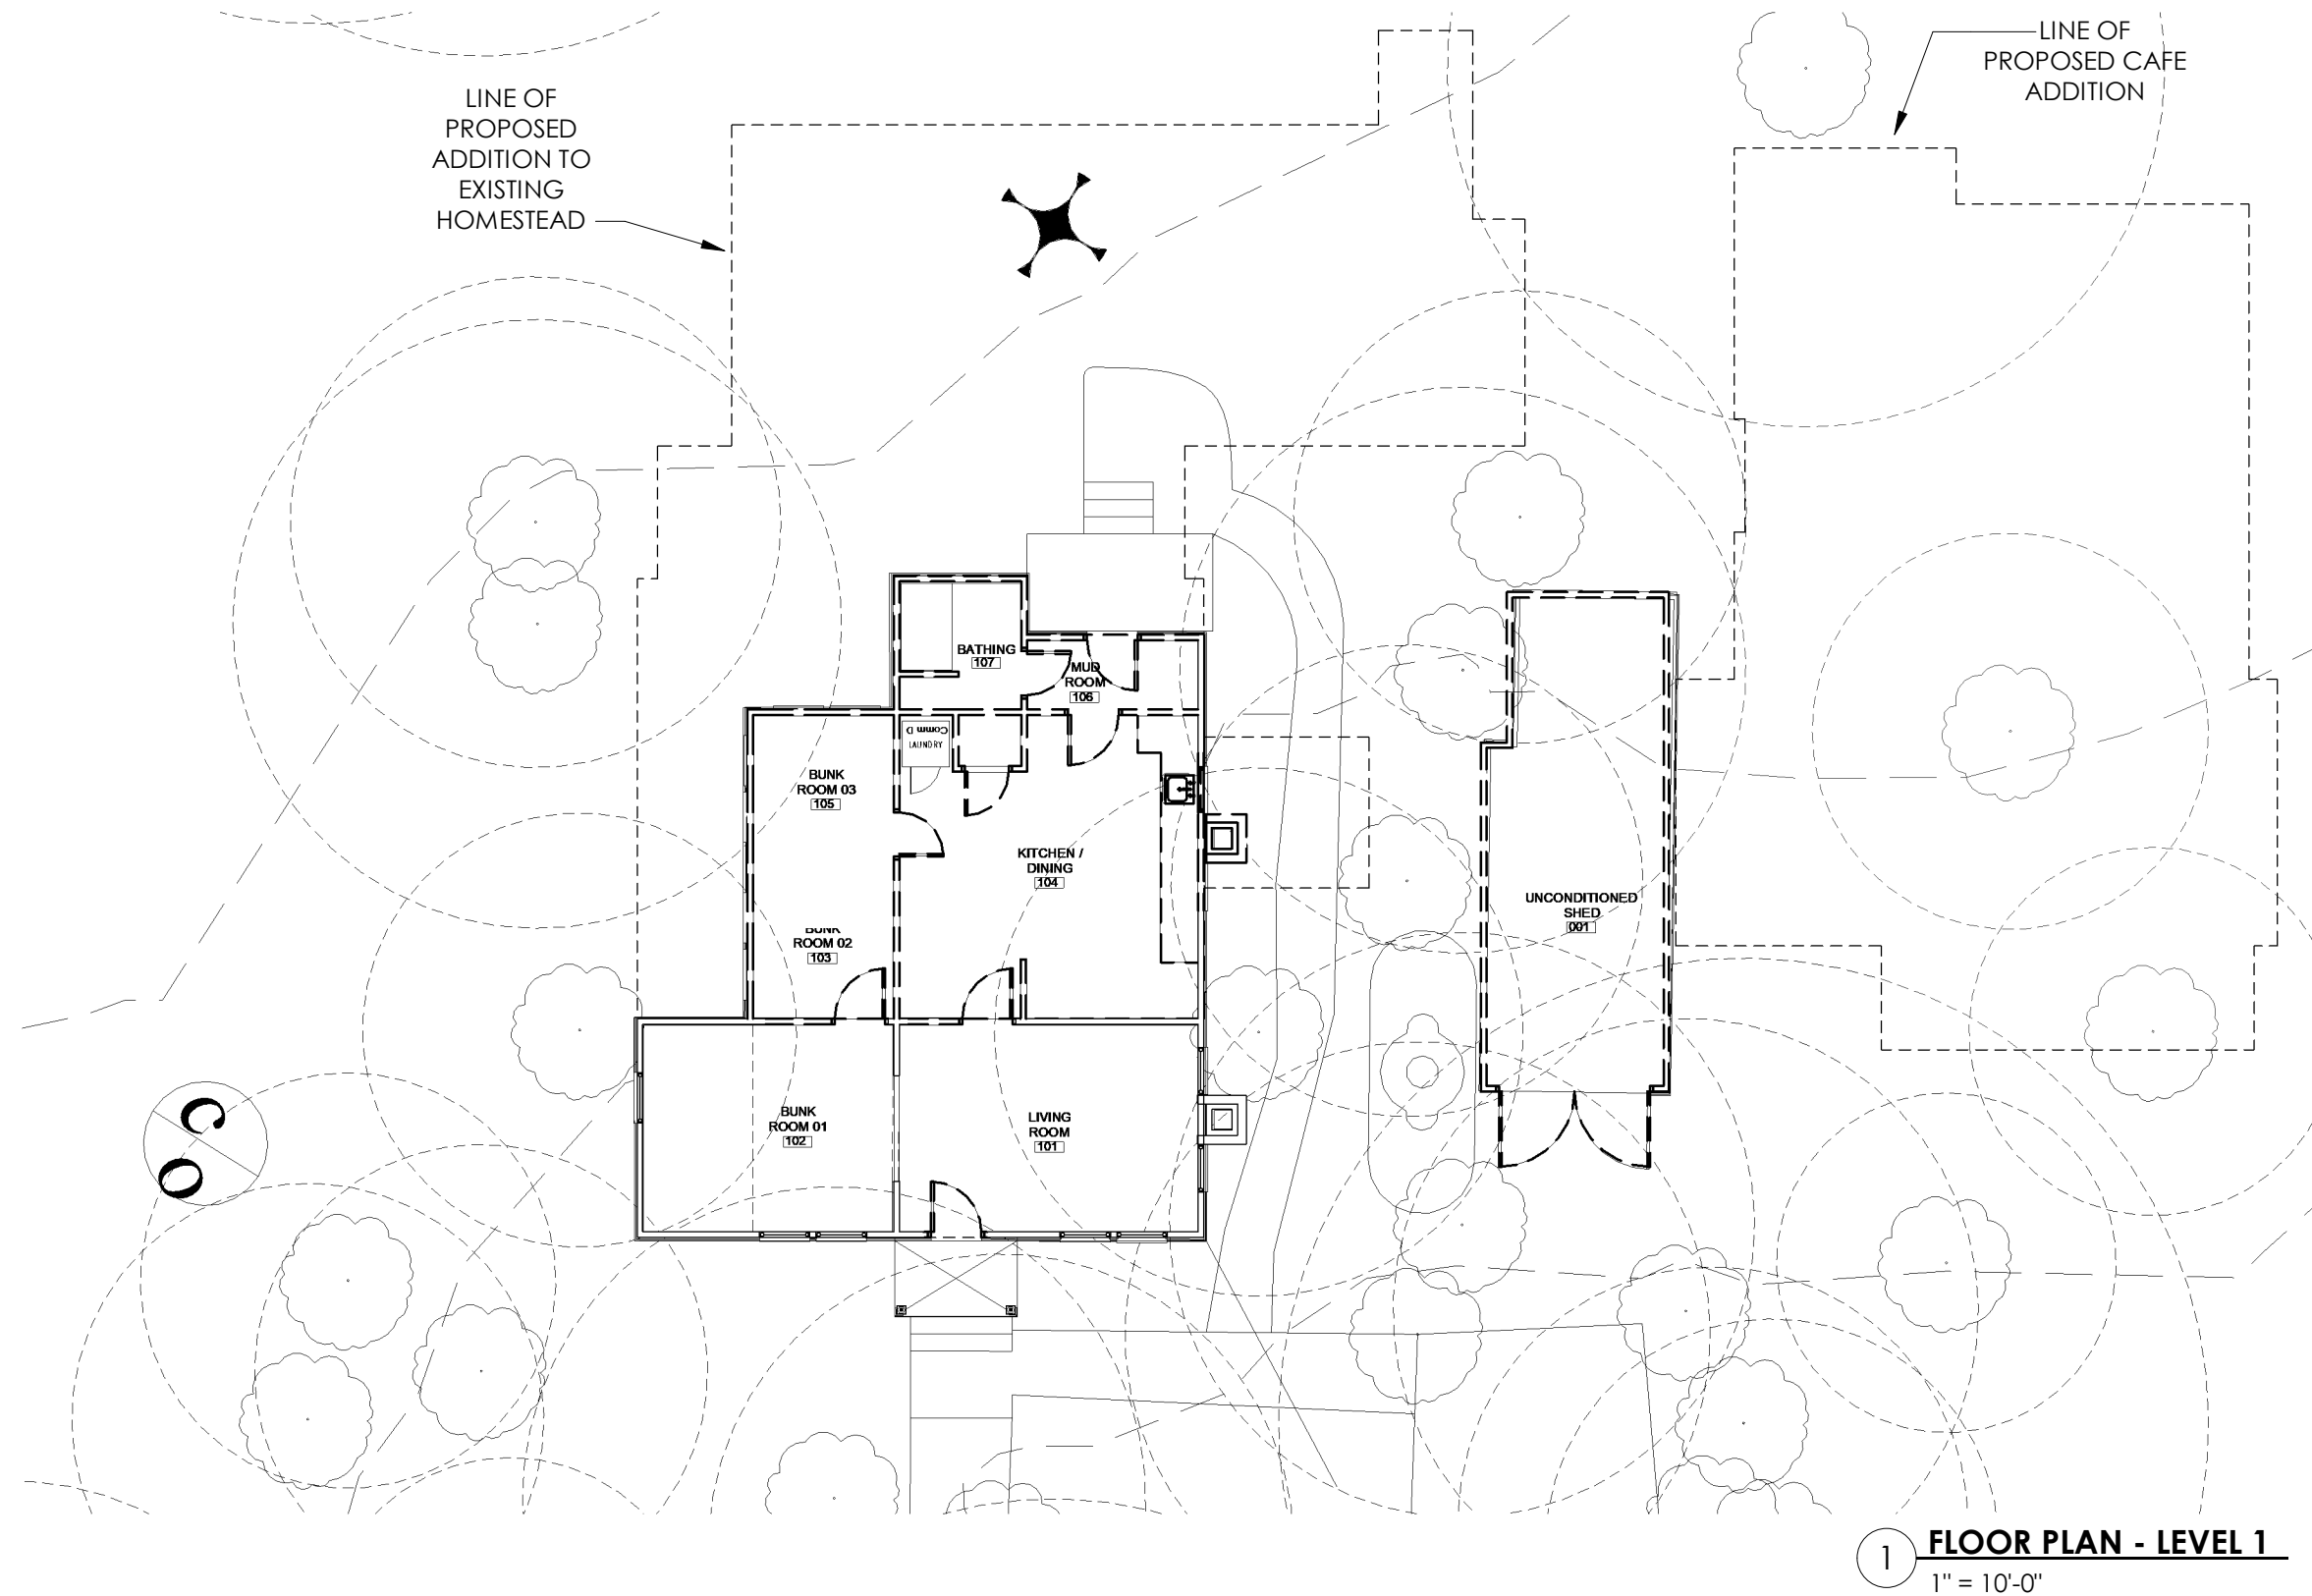 LINE OF
PROPOSED
ADDITION TO
EXISTING
HOMESTEAD
LINE OF
PROPOSED CAFE
ADDITION
BATHING
107
MUD
ROOM
106
Comm D
LAUNDRY
BUNK
ROOM 03
105
KITCHEN /
DINING
104
BUNK
ROOM 02
103
UNCONDITIONED
SHED
001
BUNK
ROOM 01
102
LIVING
ROOM
101
C
O
1
FLOOR PLAN - LEVEL 1
1" = 10'-0"